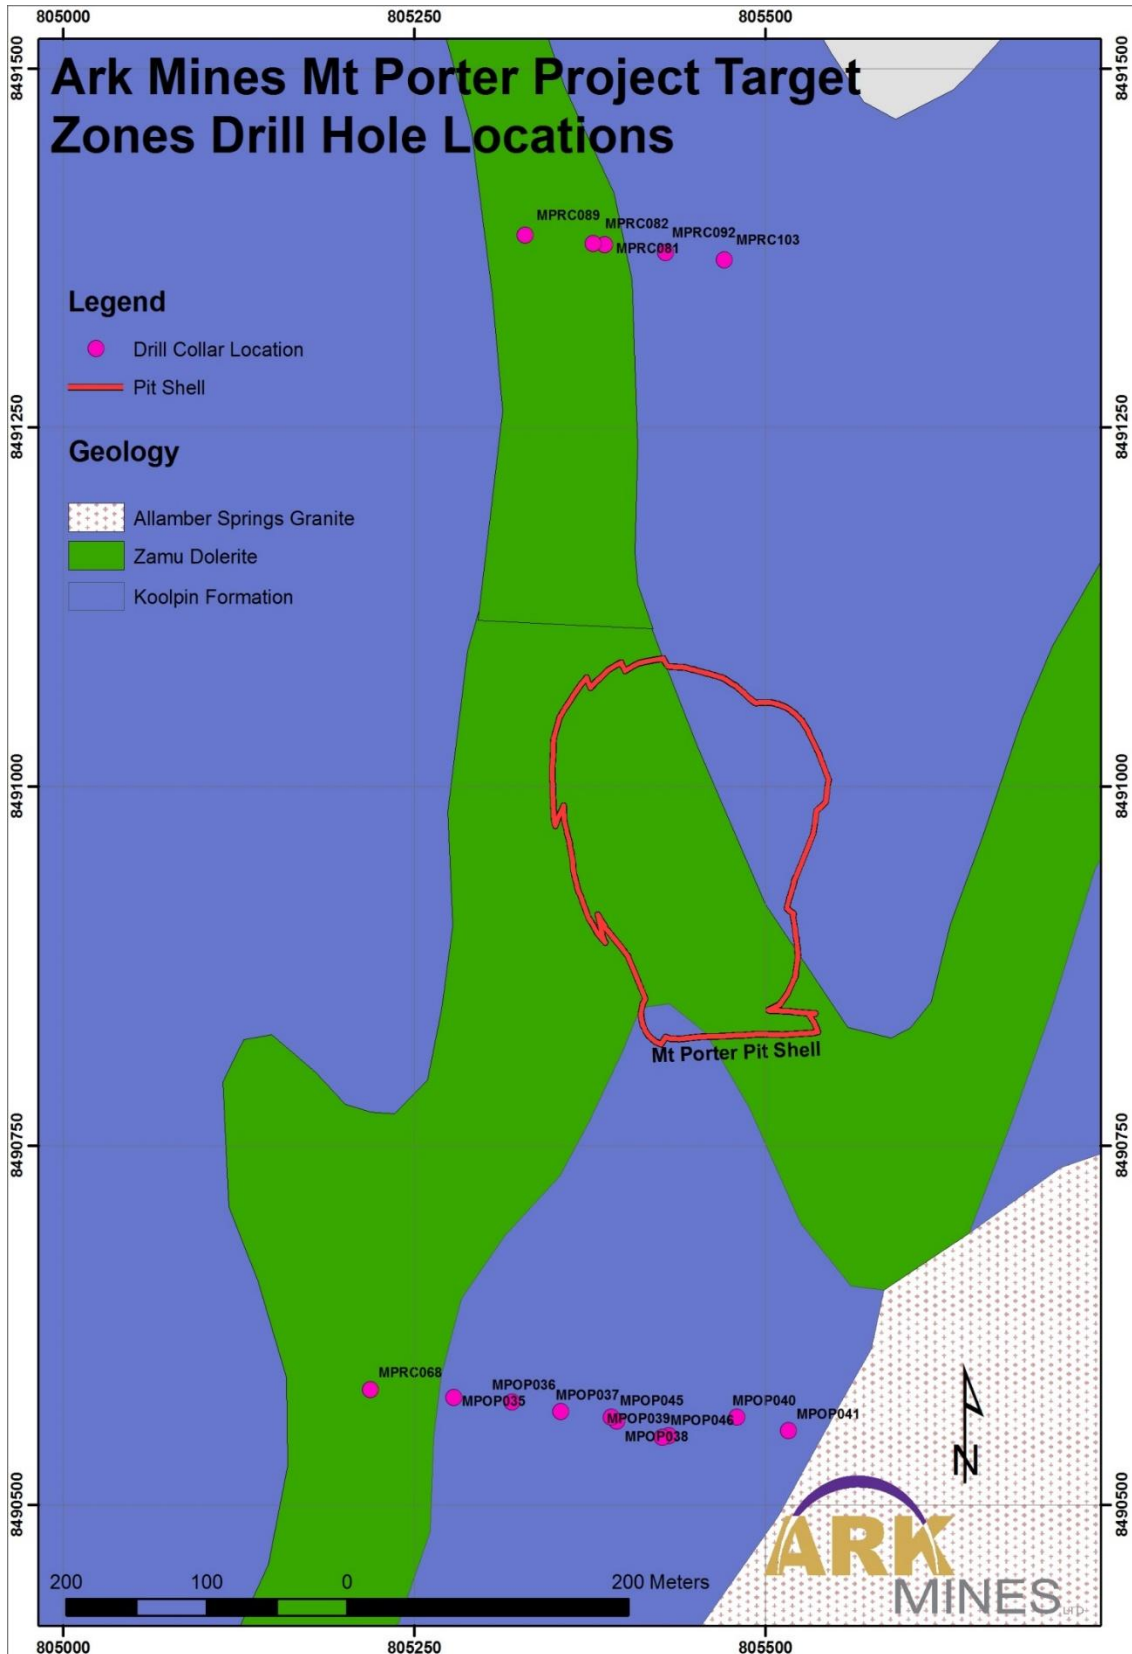 805000
805250
805500
8491500
8491500
Ark Mines Mt Porter Project Target
Zones Drill Hole Locations
MPRC089
MPRC082
MPRC092
MPRC081
MPRC103
Legend
Drill Collar Location
Pit Shell
8491250
8491250
Geology
Allamber Springs Granite
Zamu Dolerite
Koolpin Formation
8491000
8491000
Mt Porter Pit Shell
8490750
8490750
MPRC068
MPOP036
MPOP035
MPOP037
MPOP045
MPOP040
MPOP039
MPOP046
MPOP041
MPOP038
N
8490500
8490500
ARK
MINES LTD
200
100
0
200 Meters
805000
805250
805500